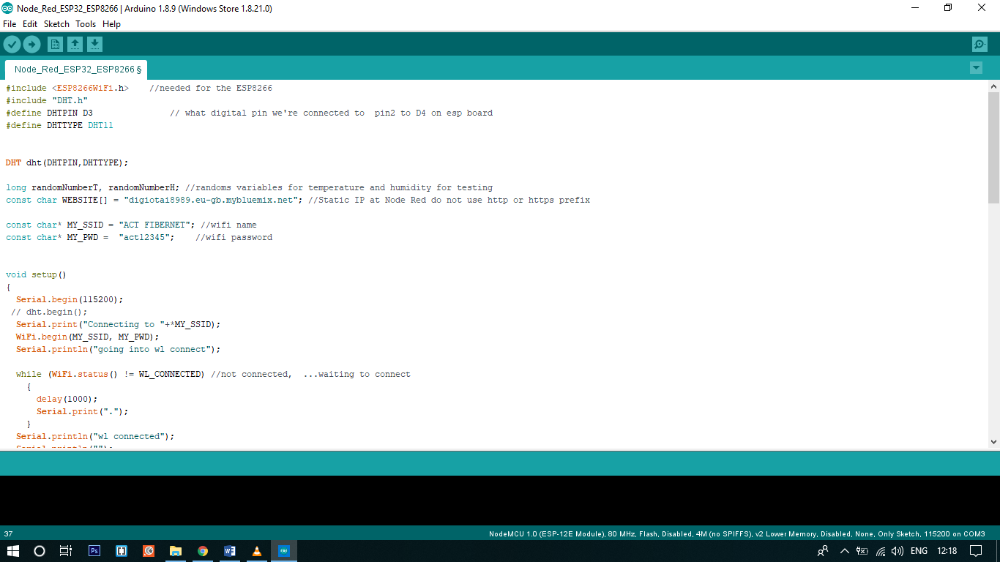 Node_Red_ESP32_ESP8266 | Arduino 1.8.9 (Windows Store 1.8.21.0)
File Edit Sketch Tools Help
Node_Red_ESP32_ESP8266 §
#include <ESP8266WiFi.h>    //needed for the ESP8266
#include "DHT.h"
#define DHTPIN D3               // what digital pin we're connected to  pin2 to D4 on esp board
#define DHTTYPE DHT11
DHT dht(DHTPIN,DHTTYPE);
long randomNumberT, randomNumberH; //randoms variables for temperature and humidity for testing
const char WEBSITE[] = "digiotai8989.eu-gb.mybluemix.net"; //Static IP at Node Red do not use http or https prefix
const char* MY_SSID = "ACT FIBERNET"; //wifi name
const char* MY_PWD =  "act12345";    //wifi password
void setup()
{
  Serial.begin(115200);
 // dht.begin();
  Serial.print("Connecting to "+*MY_SSID);
  WiFi.begin(MY_SSID, MY_PWD);
  Serial.println("going into wl connect");
  while (WiFi.status() != WL_CONNECTED) //not connected,  ...waiting to connect
    {
      delay(1000);
      Serial.print(".");
    }
  Serial.println("wl connected");
  Serial.println("");
37
NodeMCU 1.0 (ESP-12E Module), 80 MHz, Flash, Disabled, 4M (no SPIFFS), v2 Lower Memory, Disabled, None, Only Sketch, 115200 on COM3
Ps
ENG 12:18